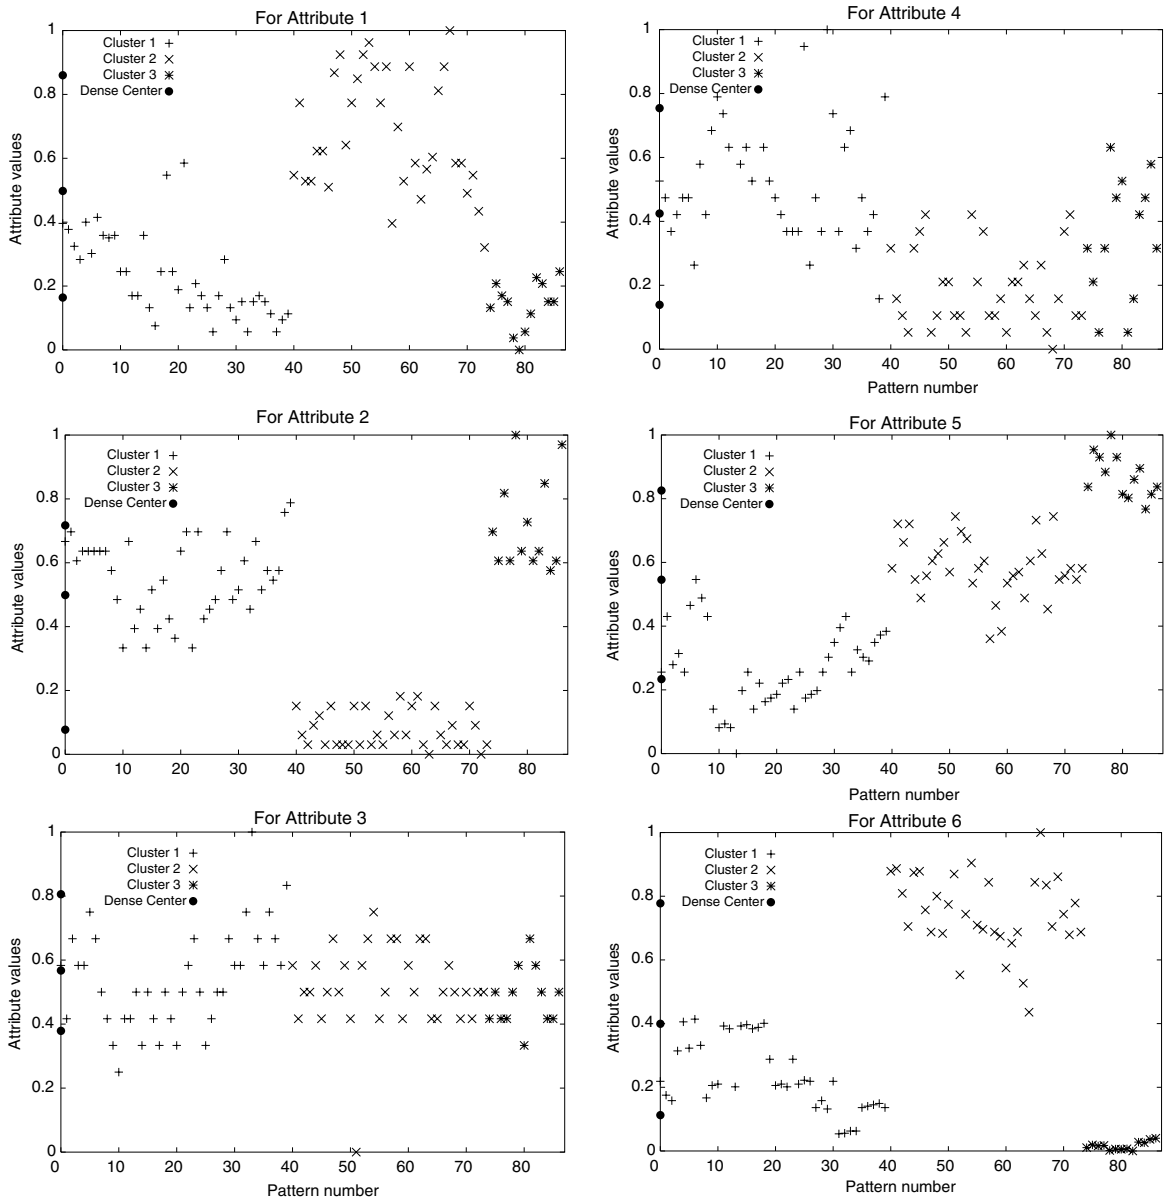 For Attribute 1
Cluster 1
Cluster 2
Cluster 3
Dense Center
Attribute values
1
0.8
0.6
0.4
0.2
0
0 10 20 30 40 50 60 70 80
For Attribute 4
Cluster 1
Cluster 2
Cluster 3
Dense Center
Attribute values
1
0.8
0.6
0.4
0.2
0
0 10 20 30 40 50 60 70 80
Pattern number
For Attribute 2
Cluster 1
Cluster 2
Cluster 3
Dense Center
Attribute values
1
0.8
0.6
0.4
0.2
0
0 10 20 30 40 50 60 70 80
For Attribute 5
Cluster 1
Cluster 2
Cluster 3
Dense Center
Attribute values
1
0.8
0.6
0.4
0.2
0
0 10 20 30 40 50 60 70 80
Pattern number
For Attribute 3
Cluster 1
Cluster 2
Cluster 3
Dense Center
Attribute values
1
0.8
0.6
0.4
0.2
0
0 10 20 30 40 50 60 70 80
Pattern number
For Attribute 6
Cluster 1
Cluster 2
Cluster 3
Dense Center
Attribute values
1
0.8
0.6
0.4
0.2
0
0 10 20 30 40 50 60 70 80
Pattern number